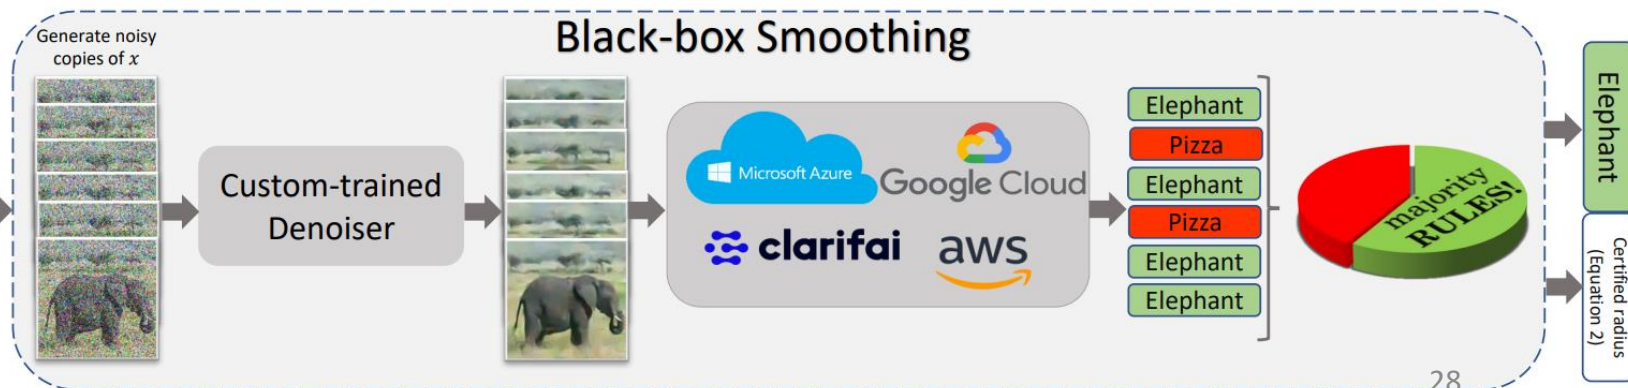 Black-box Smoothing
Generate noisy
copies of x
Custom-trained
Denoiser
Microsoft Azure
Google Cloud
clarifai
aws
Elephant
Pizza
Elephant
Pizza
Elephant
Elephant
majority
RULES!
Elephant
Certified radius
(Equation 2)
28